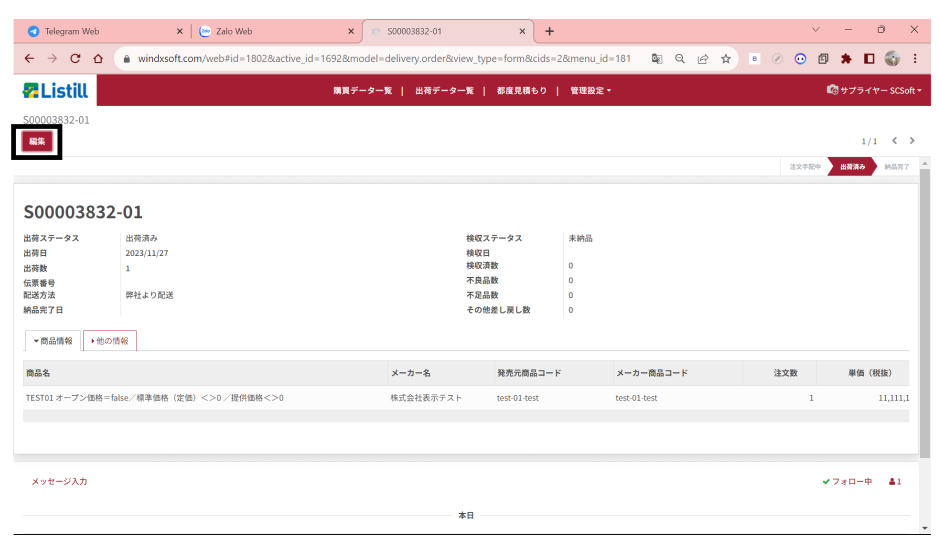 Telegram Web
Zalo Web
S00003832-01
windxsoft.com/web#id=1802&active_id=1692&model=delivery.order&view_type=form&cids=2&menu_id=181
Listill
購買データ一覧 | 出荷データ一覧 | 都度見積もり | 管理設定
サプライヤー SCSoft
S00003832-01
編集
1 / 1
注文手配中 出荷済み 納品完了
S00003832-01
出荷ステータス 出荷済み 検収ステータス 未納品
出荷日 2023/11/27 検収日
出荷数 1 検収済数 0
伝票番号 不良品数 0
配送方法 弊社より配送 不足品数 0
納品完了日 その他差し戻し数 0
商品情報 他の情報
商品名 メーカー名 発売元商品コード メーカー商品コード 注文数 単価（税抜）
TEST01 オープン価格＝false／標準価格（定価）＜＞0／提供価格＜＞0 株式会社表示テスト test-01-test test-01-test 1 11,111,1
メッセージ入力 フォロー中 1
本日